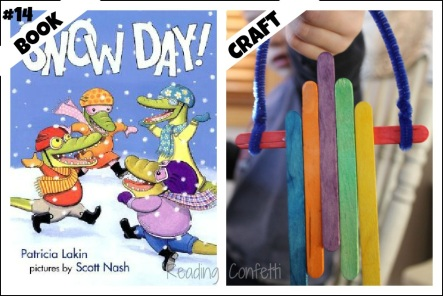 #14
BOOK
SNOW DAY!
CRAFT
Patricia Lakin
pictures by Scott Nash
Reading Confetti